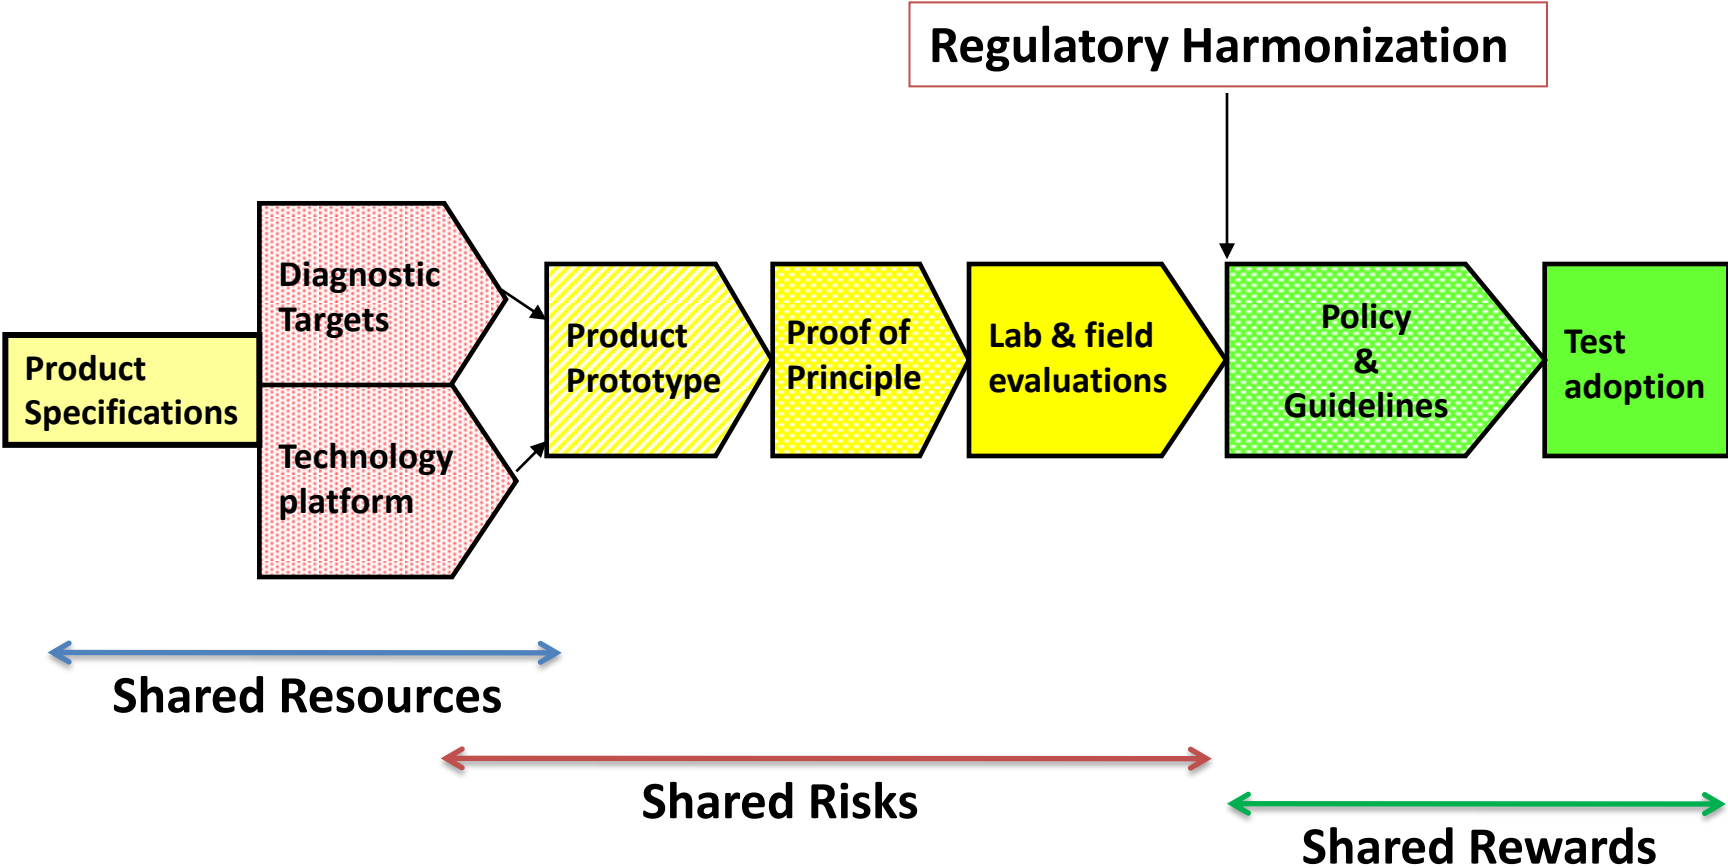 Regulatory Harmonization
Product
Specifications
Diagnostic
Targets
Technology
platform
Product
Prototype
Proof of
Principle
Lab & field
evaluations
Policy
&
Guidelines
Test
adoption
Shared Resources
Shared Risks
Shared Rewards